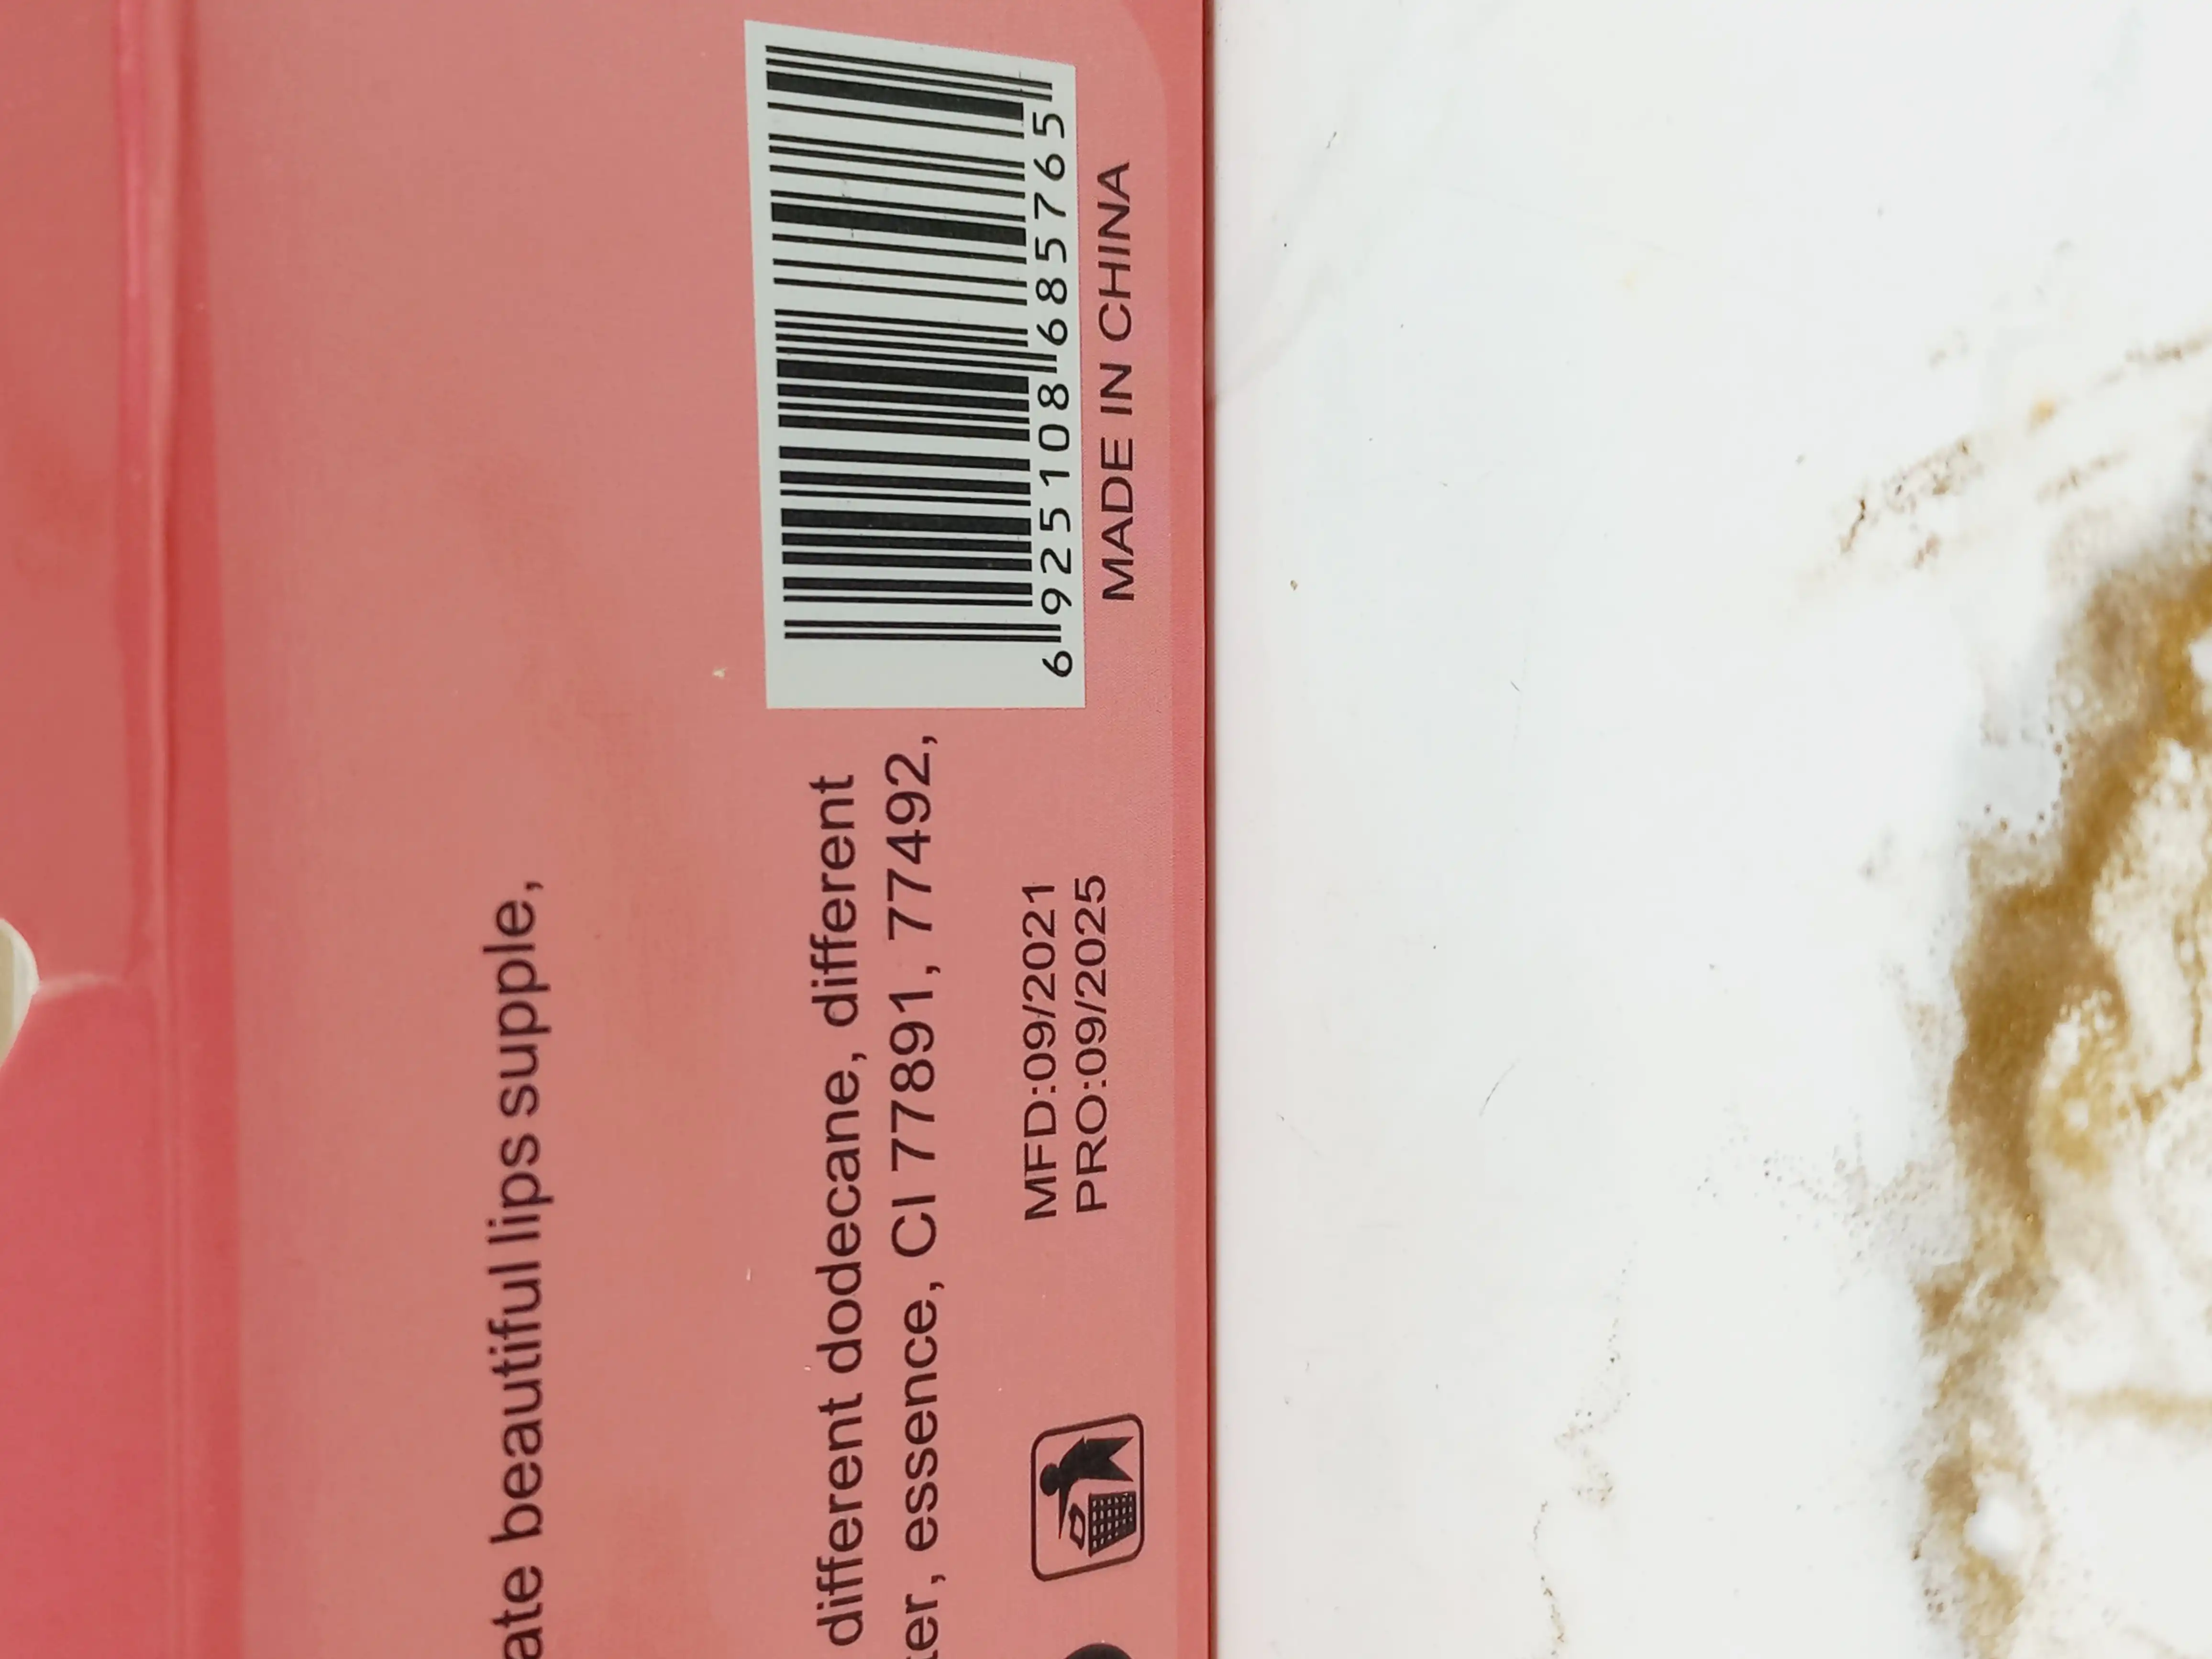 ate beautiful lips supple,
different dodecane, different
ter, essence, CI 77891, 77492,
MFD:09/2021
PRO:09/2025
6 925108 685765
MADE IN CHINA